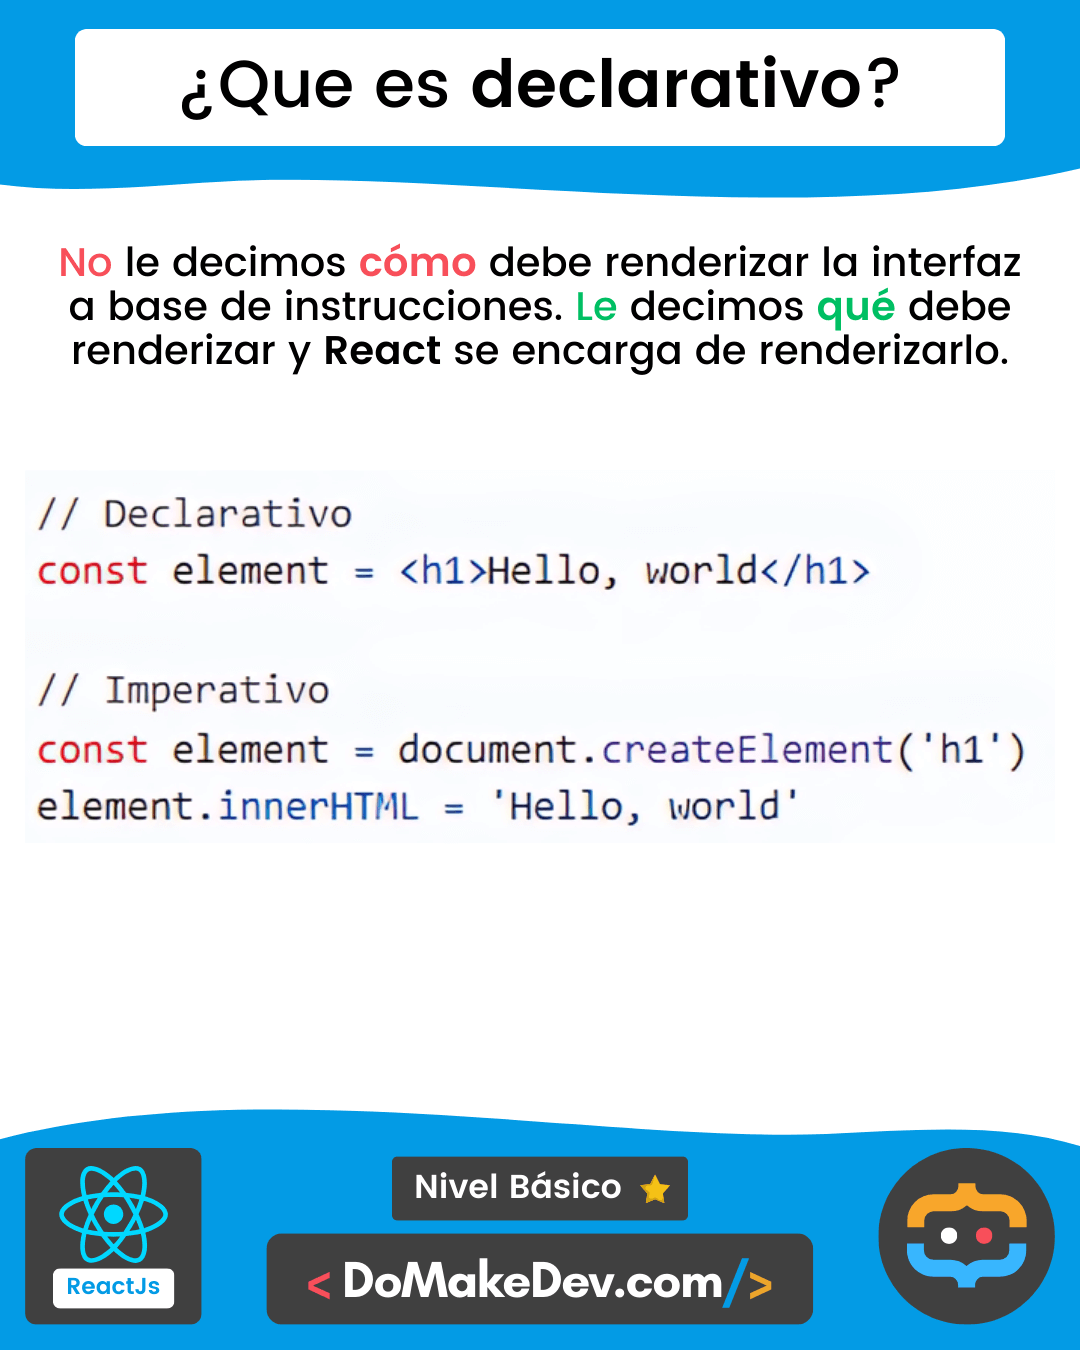 ¿Que es declarativo?
No le decimos cómo debe renderizar la interfaz
a base de instrucciones. Le decimos qué debe
renderizar y React se encarga de renderizarlo.
// Declarativo
const element = <h1>Hello, world</h1>
// Imperativo
const element = document.createElement('h1')
element.innerHTML = 'Hello, world'
ReactJs
Nivel Básico
< DoMakeDev.com/>